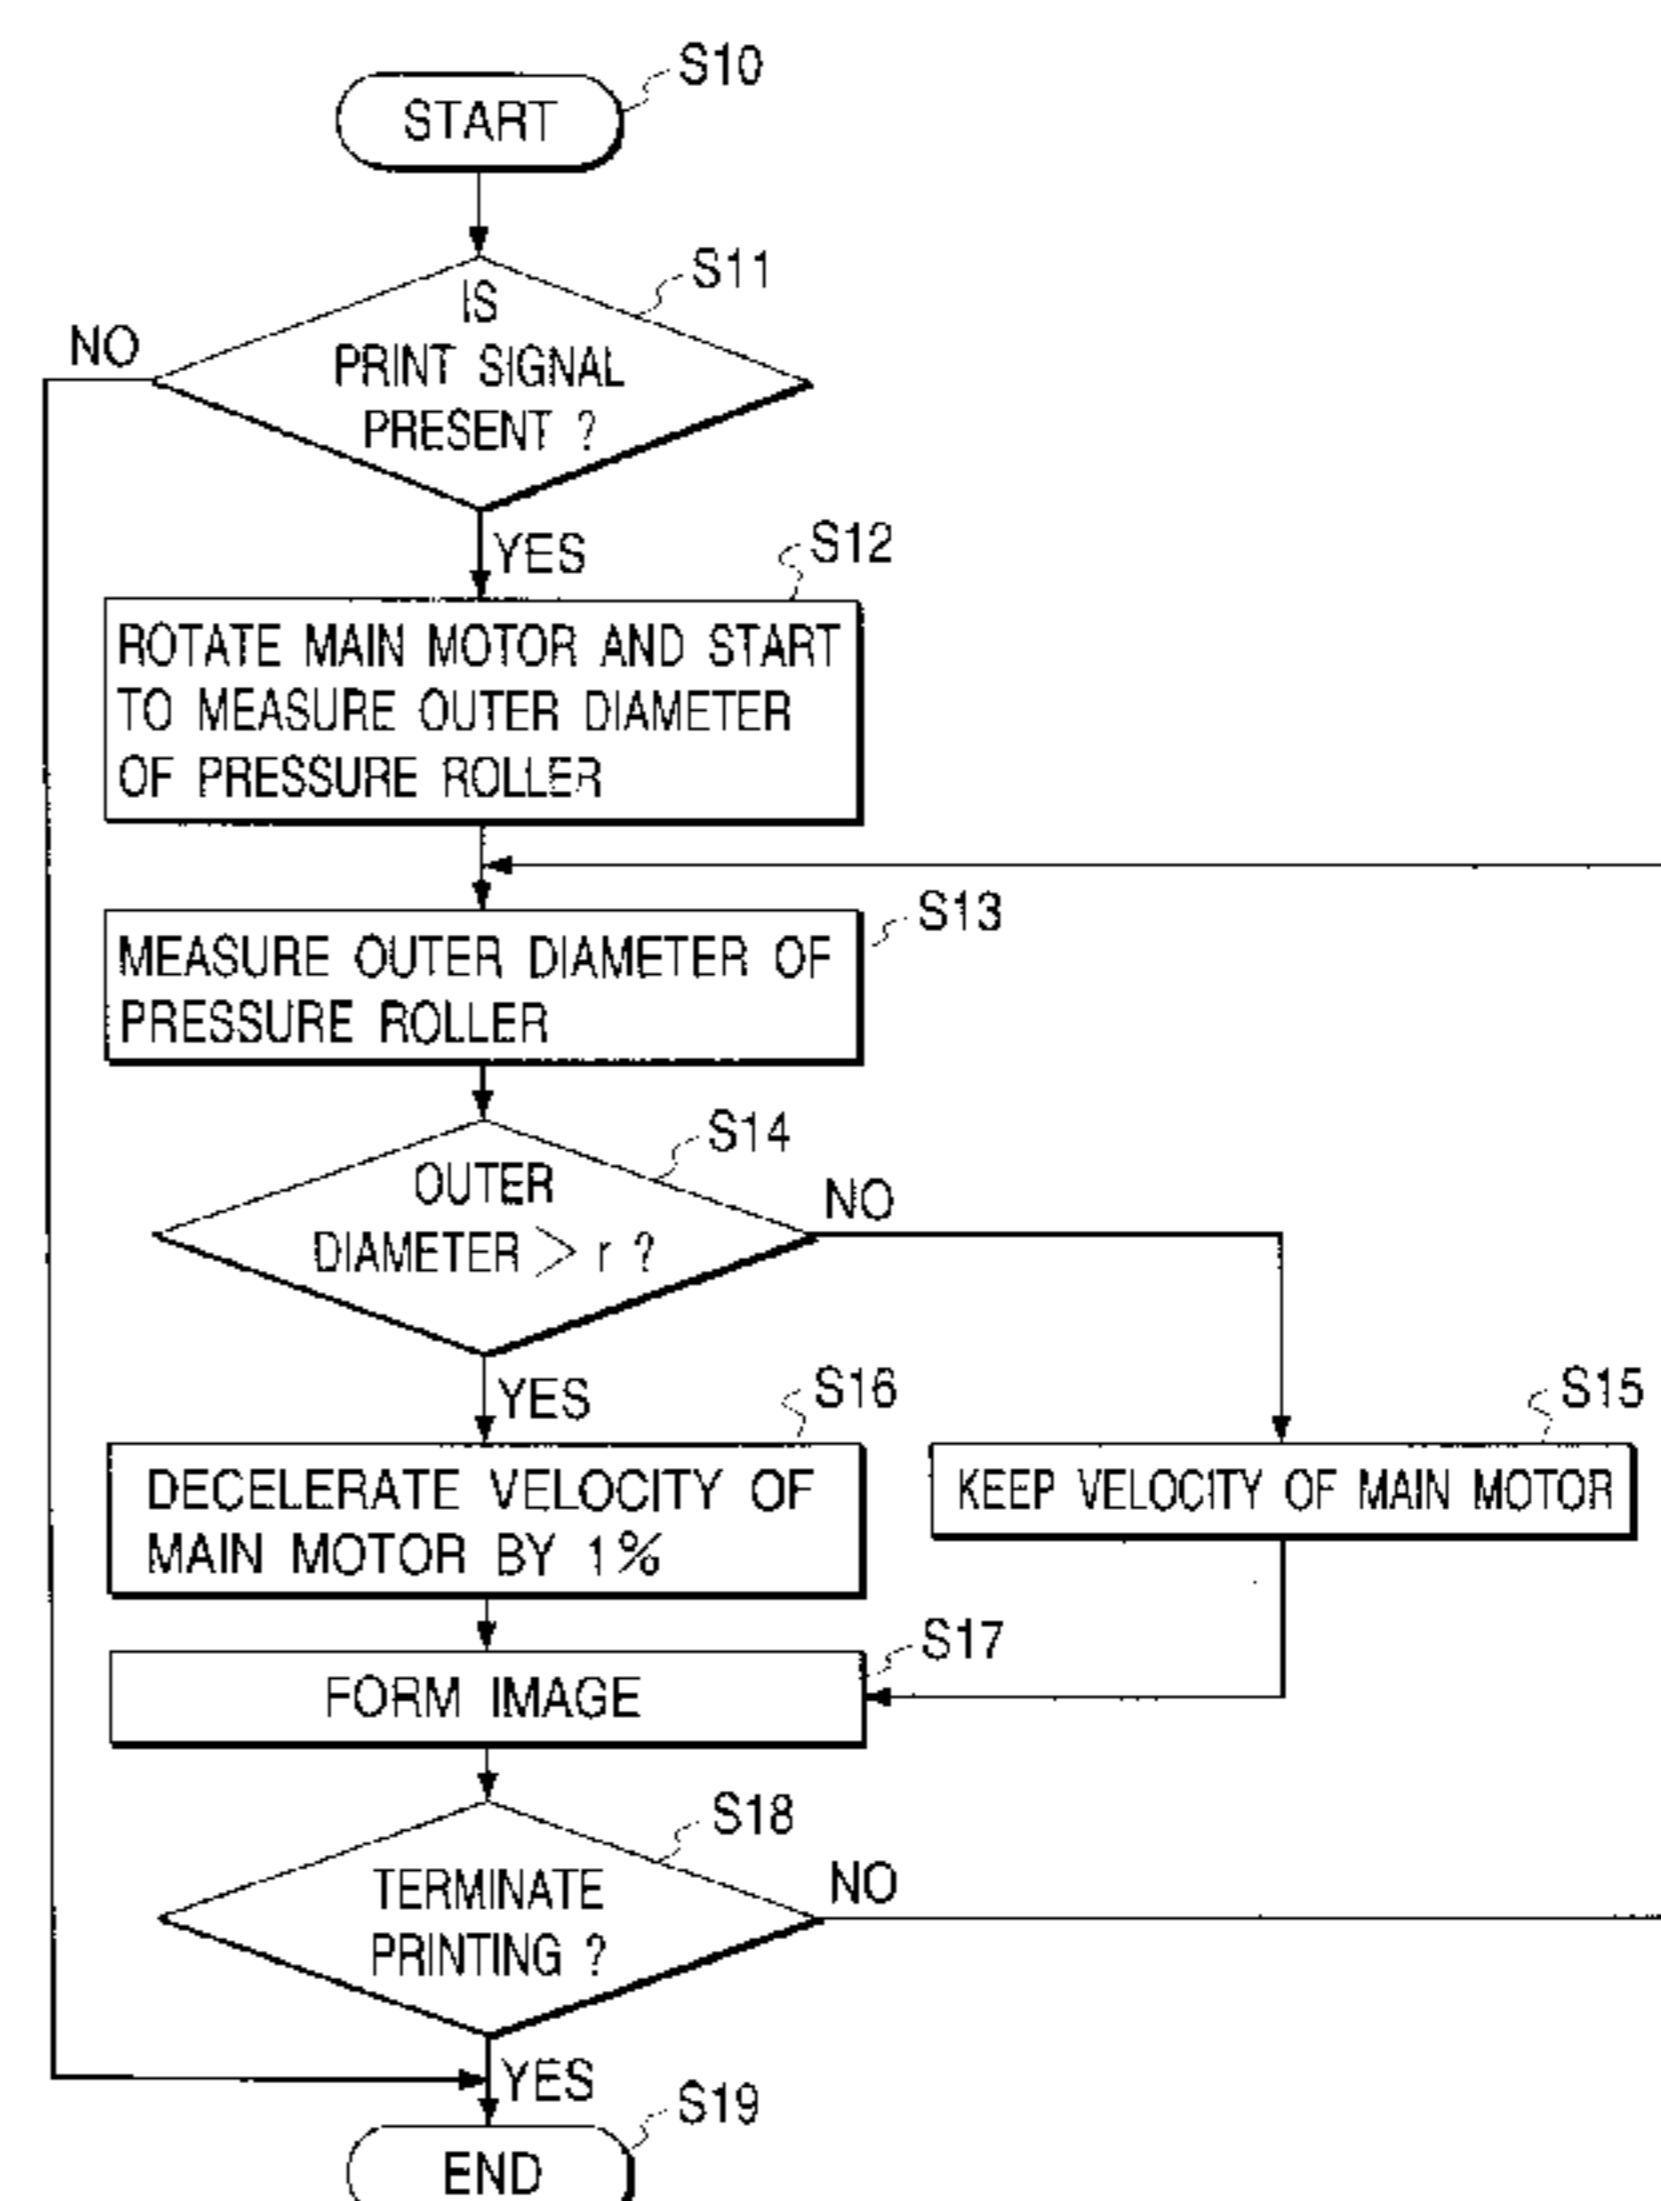 S10
START
S11
IS
PRINT SIGNAL
PRESENT ?
NO
YES
S12
ROTATE MAIN MOTOR AND START
TO MEASURE OUTER DIAMETER
OF PRESSURE ROLLER
S13
MEASURE OUTER DIAMETER OF
PRESSURE ROLLER
S14
OUTER
DIAMETER > r ?
NO
YES
S16
DECELERATE VELOCITY OF
MAIN MOTOR BY 1%
S15
KEEP VELOCITY OF MAIN MOTOR
S17
FORM IMAGE
S18
TERMINATE
PRINTING ?
NO
YES
S19
END